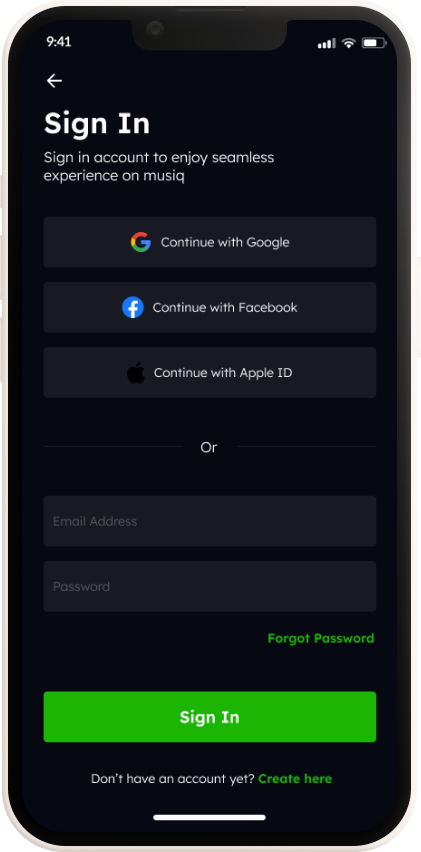 9:41
Sign In
Sign in account to enjoy seamless
experience on musiq
Continue with Google
Continue with Facebook
Continue with Apple ID
Or
Email Address
Password
Forgot Password
Sign In
Don't have an account yet? Create here